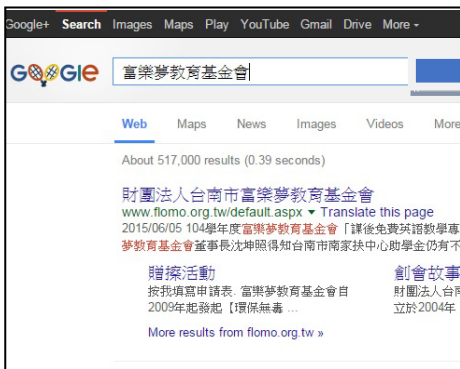 Google+ Search Images Maps Play YouTube Gmail Drive More
Google 富樂夢教育基金會
Web Maps News Images Videos More
About 517,000 results (0.39 seconds)
財團法人台南市富樂夢教育基金會
www.flomo.org.tw/default.aspx ▼ Translate this page
2015/06/05 104學年度富樂夢教育基金會「課後免費英語教學專
夢教育基金會董事長沈坤照得知台南市南家扶中心助學金仍有不
贈擦活動
按我填寫申請表. 富樂夢教育基金會自
2009年起發起【環保無毒 ...
創會故事
財團法人台南
立於2004年
More results from flomo.org.tw »